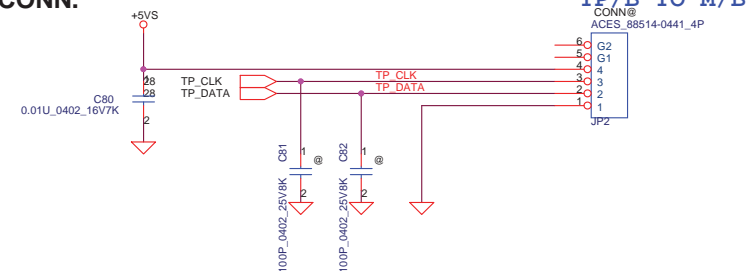 CONN.
TP/B TO M/B
+5VS
CONN@
ACES_88514-0441_4P
6 G2
5 G1
4 4
3 3
2 2
1 1
JP2
TP_CLK
TP_DATA
TP_CLK
TP_DATA
28
28
1
C80
0.01U_0402_16V7K
2
C81
1
@
2
100P_0402_25V8K
C82
1
@
2
100P_0402_25V8K